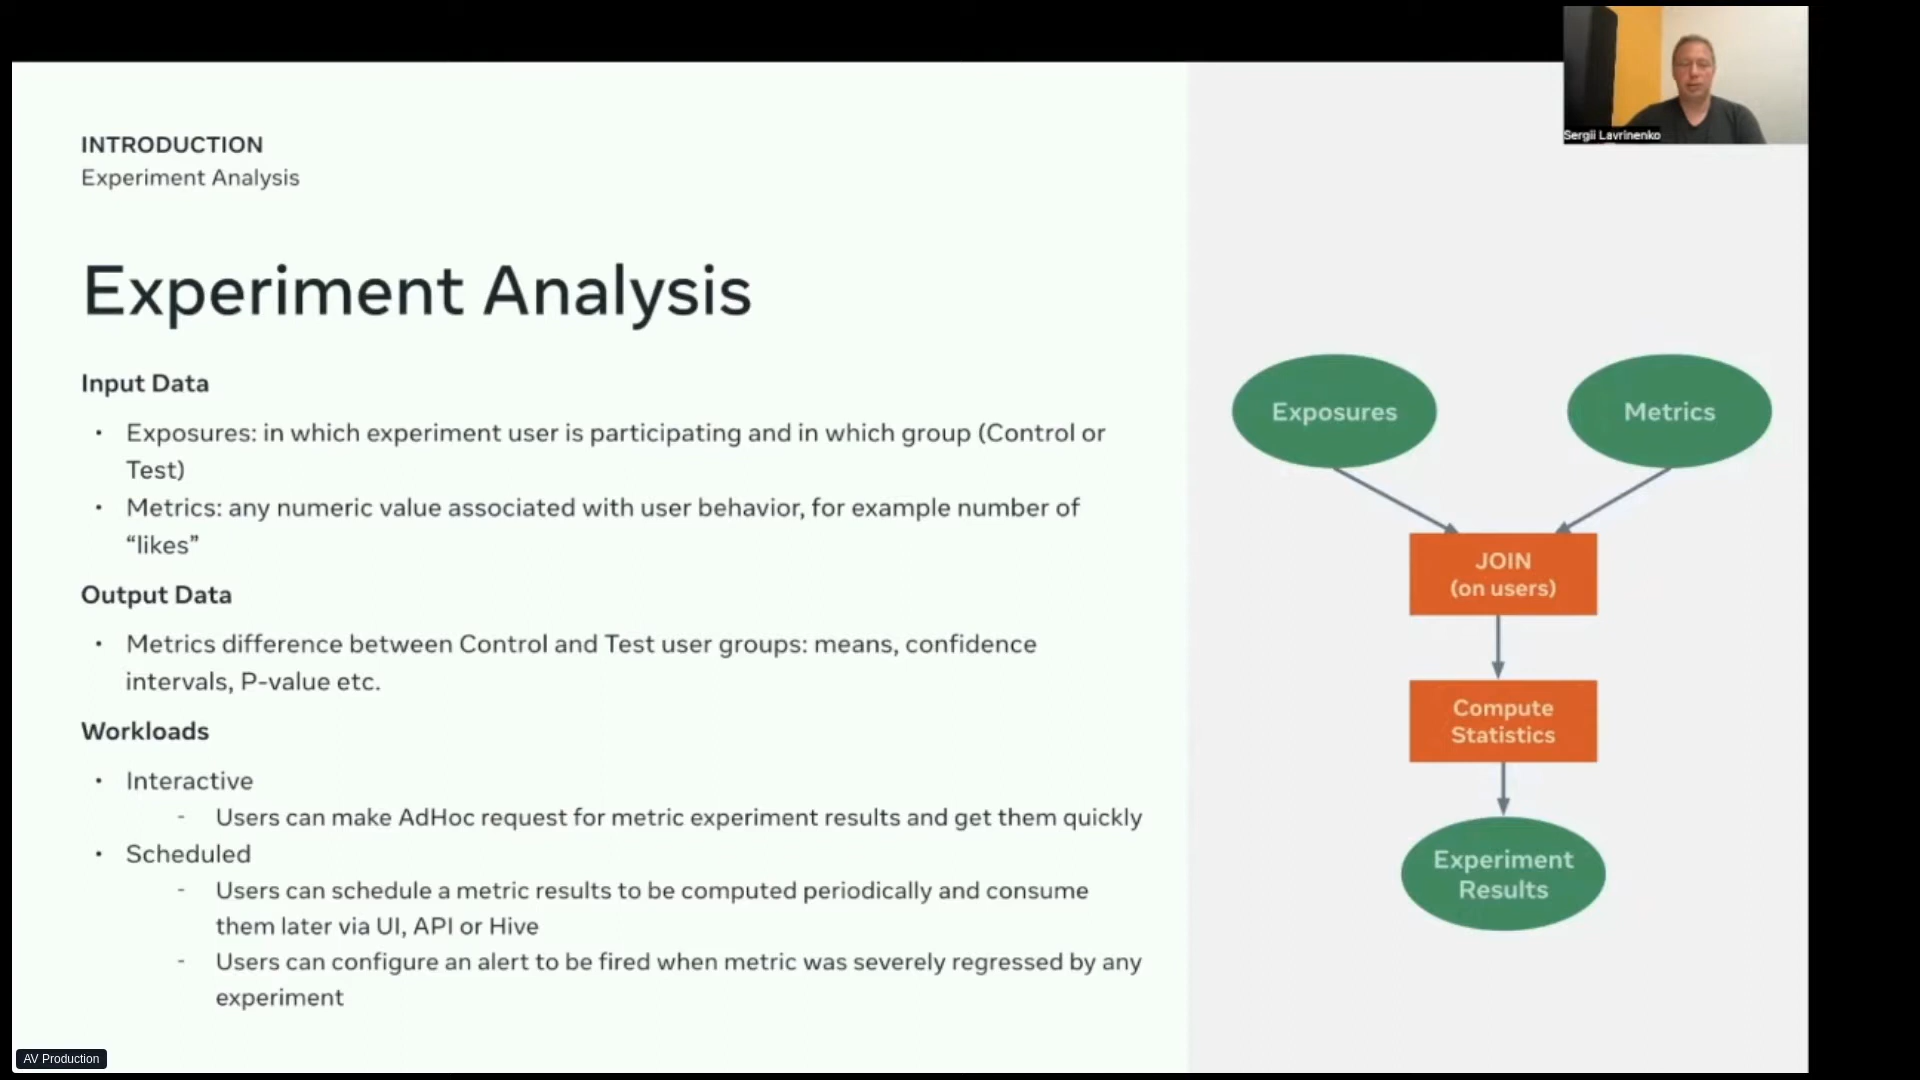 Sergii Lavrinenko
INTRODUCTION
Experiment Analysis
Experiment Analysis
Input Data
• Exposures: in which experiment user is participating and in which group (Control or
Test)
• Metrics: any numeric value associated with user behavior, for example number of
“likes”
Output Data
• Metrics difference between Control and Test user groups: means, confidence
intervals, P-value etc.
Workloads
• Interactive
- Users can make AdHoc request for metric experiment results and get them quickly
• Scheduled
- Users can schedule a metric results to be computed periodically and consume
them later via UI, API or Hive
- Users can configure an alert to be fired when metric was severely regressed by any
experiment
Exposures
Metrics
JOIN
(on users)
Compute
Statistics
Experiment
Results
AV Production